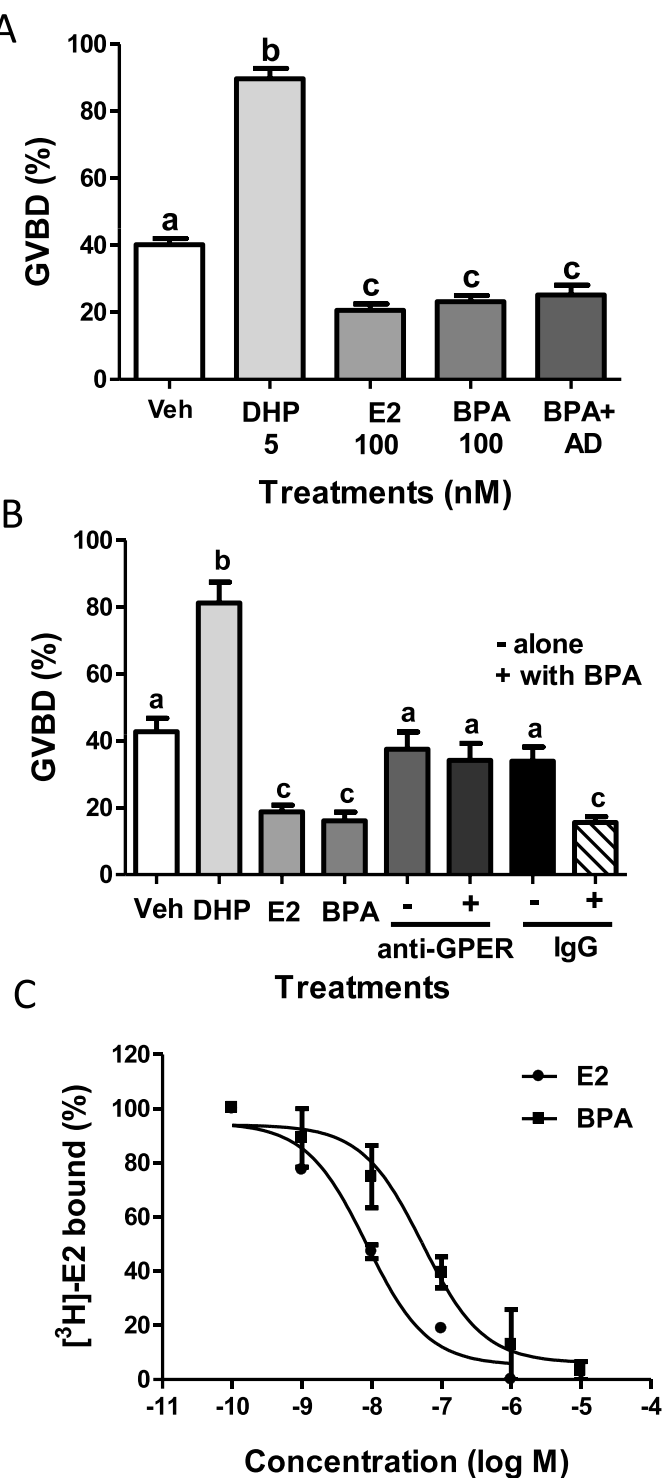 A
100
80
60
40
20
0
GVBD (%)
a
b
c
c
c
Veh DHP E2 BPA BPA+
5 100 100 AD
Treatments (nM)
B
100
80
60
40
20
0
GVBD (%)
a
b
c
c
a
a
a
c
- alone
+ with BPA
Veh DHP E2 BPA - + - +
anti-GPER IgG
Treatments
C
120
100
80
60
40
20
0
[³H]-E2 bound (%)
E2
BPA
-11 -10 -9 -8 -7 -6 -5 -4
Concentration (log M)